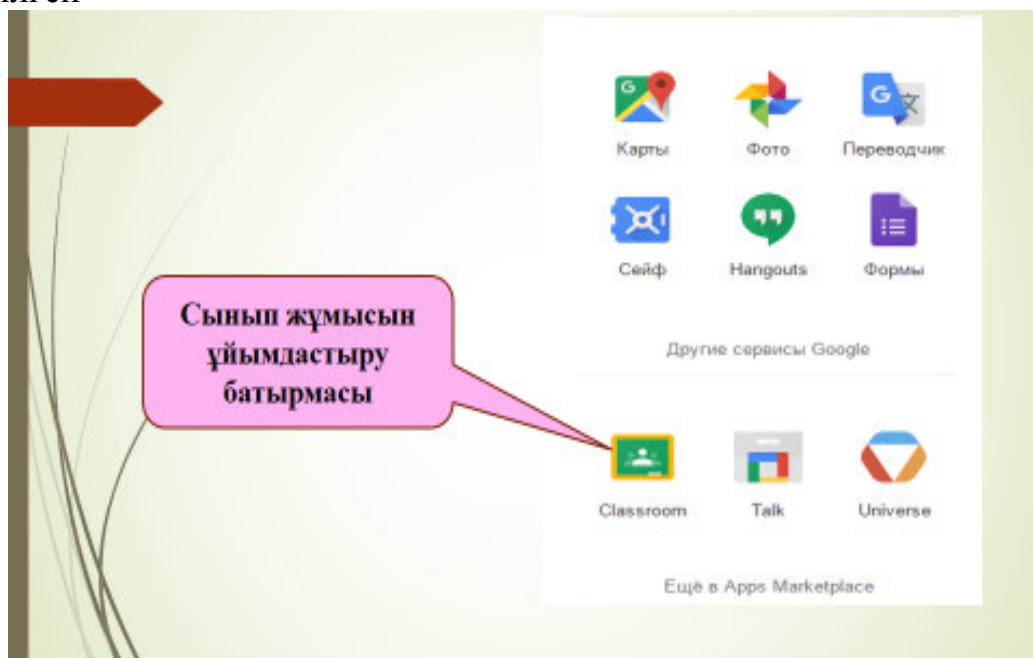 Карты Фото Переводчик
Сейф Hangouts Формы
Сынып жұмысын
ұйымдастыру
батырмасы
Другие сервисы Google
Classroom Talk Universe
Ещё в Apps Marketplace